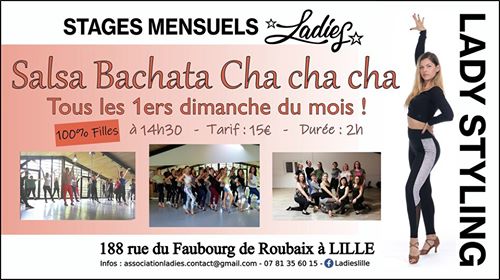 STAGES MENSUELS Ladies
Salsa Bachata Cha cha cha
Tous les 1ers dimanche du mois !
100% Filles à 14h30 - Tarif : 15€ - Durée : 2h
188 rue du Faubourg de Roubaix à LILLE
Infos : associationladies.contact@gmail.com - 07 81 35 60 15 - Ladieslille
LADY STYLING